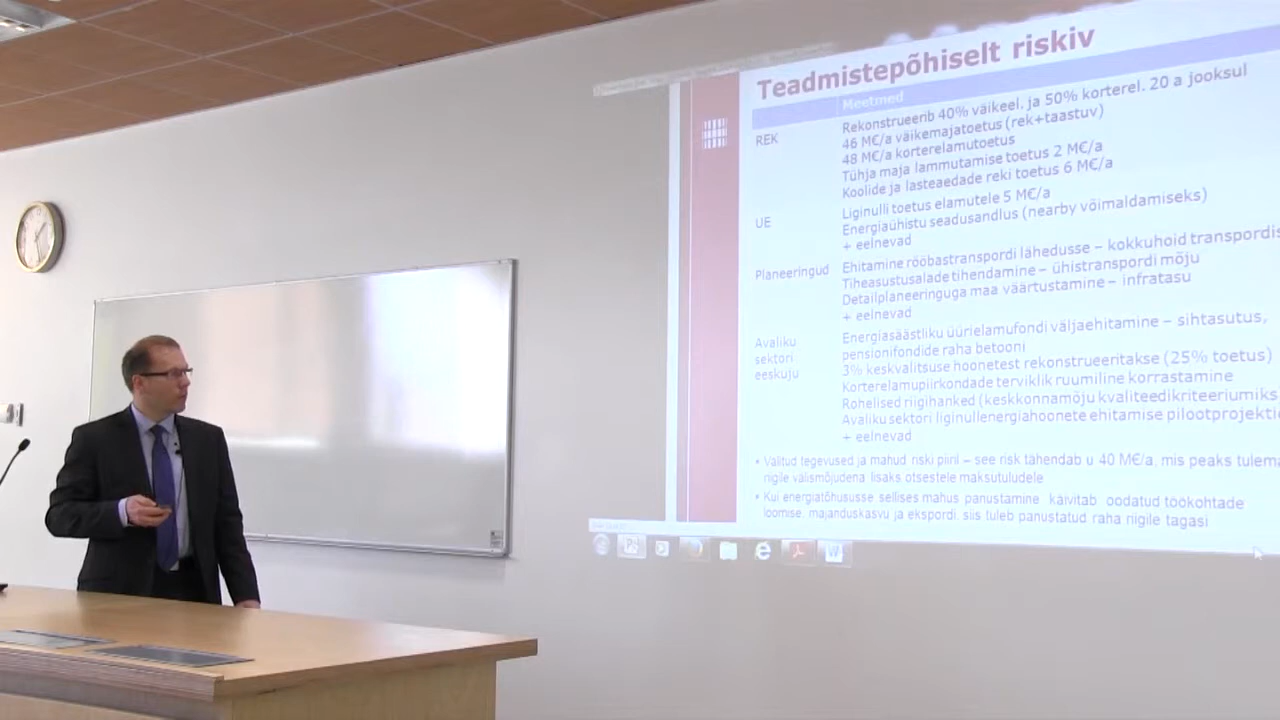 Teadmistepõhiselt riskiv
Meetmed
REK
Rekonstrueerib 40% väikeel. ja 50% korterel. 20 a jooksul
46 M€/a väikemajatoetus (rek+taastuv)
48 M€/a korterelamutoetus
Tühja maja lammutamise toetus 2 M€/a
Koolide ja lasteaedade reki toetus 6 M€/a
UE
Liginulli toetus elamutele 5 M€/a
Energiaühistu seadusandlus (nearby võimaldamiseks)
+ eelnevad
Planeeringud
Ehitamine rööbastranspordi lähedusse – kokkuhoid transpordis
Tiheasustusalade tihendamine – ühistranspordi mõju
Detailplaneeringuga maa väärtustamine – infratasu
+ eelnevad
Avaliku
sektori
eeskuju
Energiasäästliku üürielamufondi väljaehitamine – sihtasutus,
pensionifondide raha betooni
3% keskvalitsuse hoonetest rekonstrueeritakse (25% toetus)
Korterelamupiirkondade terviklik ruumiline korrastamine
Rohelised riigihanked (keskkonnamõju kvaliteedikriteeriumiks
Avaliku sektori liginullenergiahoonete ehitamise pilootprojekti
+ eelnevad
• Valitud tegevused ja mahud riski piiril – see risk tähendab u 40 M€/a, mis peaks tulema
riigile välismõjudena lisaks otsestele maksutuludele
• Kui energiatõhususse sellises mahus panustamine käivitab oodatud töökohtade
loomise, majanduskasvu ja ekspordi, siis tuleb panustatud raha riigile tagasi